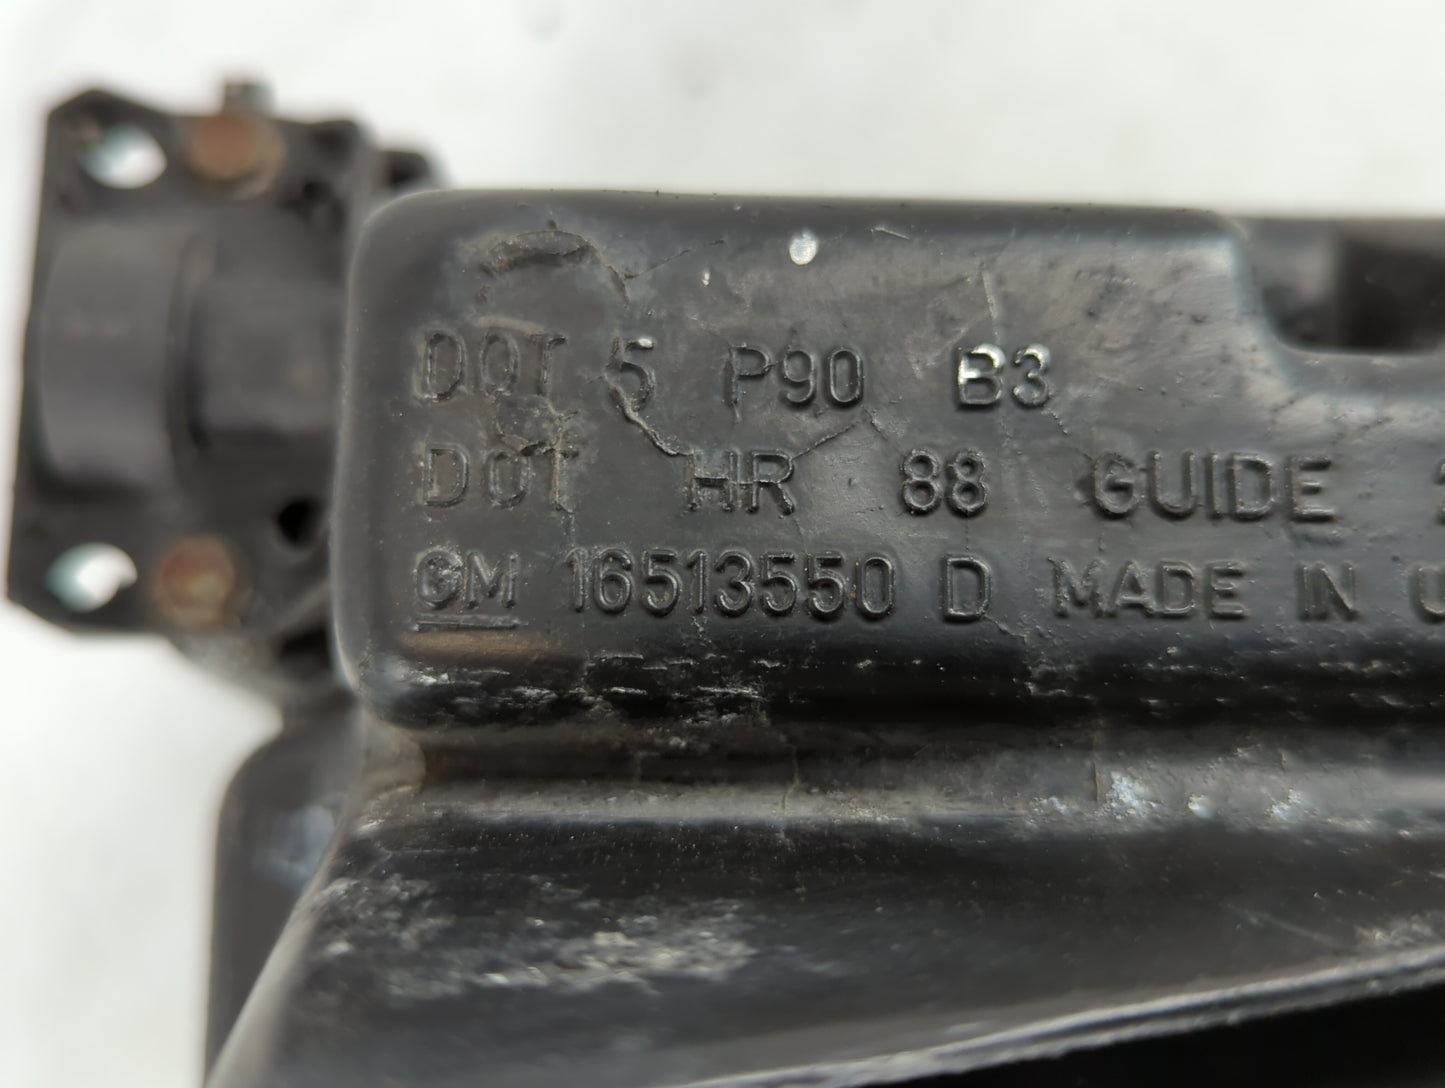 DOT 5 P90 B3
DOT HR 88 GUIDE
GM 16513550 D MADE IN